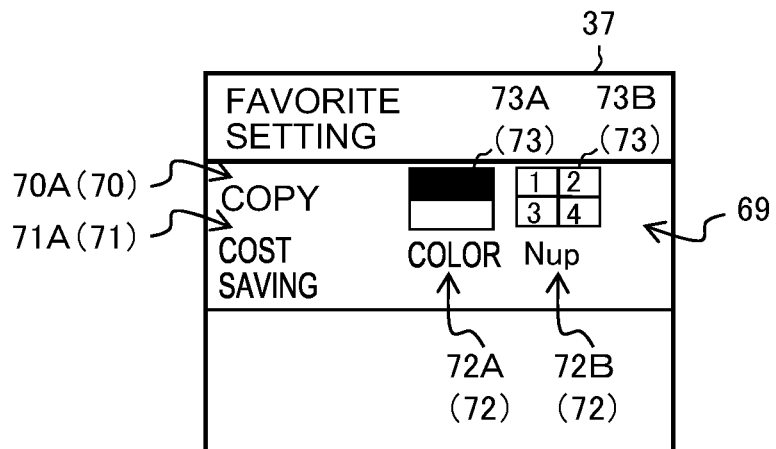 37
FAVORITE 73A 73B
SETTING (73) (73)
70A(70) COPY 1 2
71A(71) 3 4 69
COST COLOR Nup
SAVING
72A 72B
(72) (72)